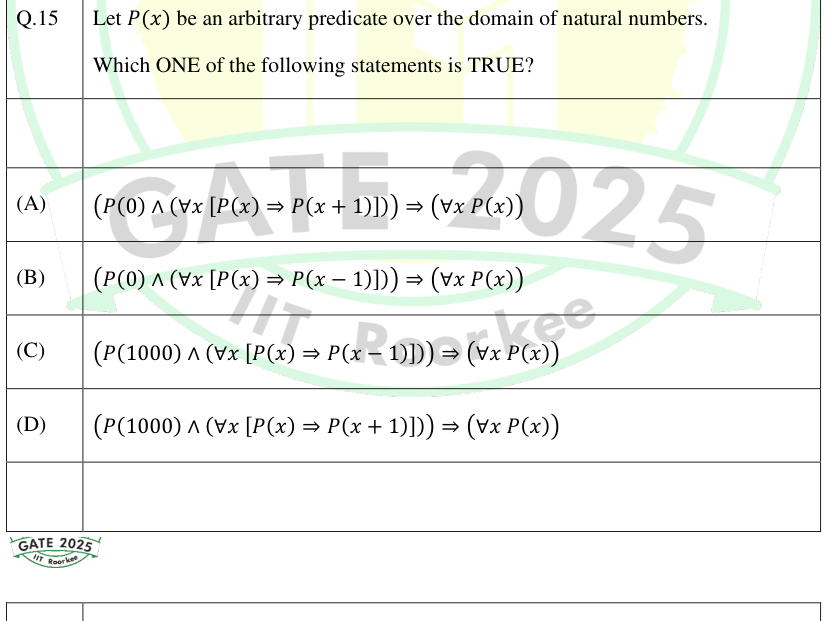 Q.15 Let P(x) be an arbitrary predicate over the domain of natural numbers.
Which ONE of the following statements is TRUE?
GATE 2025
IIT Roorkee
(A) (P(0) ∧ (∀x [P(x) ⇒ P(x + 1)])) ⇒ (∀x P(x))
(B) (P(0) ∧ (∀x [P(x) ⇒ P(x − 1)])) ⇒ (∀x P(x))
(C) (P(1000) ∧ (∀x [P(x) ⇒ P(x − 1)])) ⇒ (∀x P(x))
(D) (P(1000) ∧ (∀x [P(x) ⇒ P(x + 1)])) ⇒ (∀x P(x))
GATE 2025
IIT Roorkee